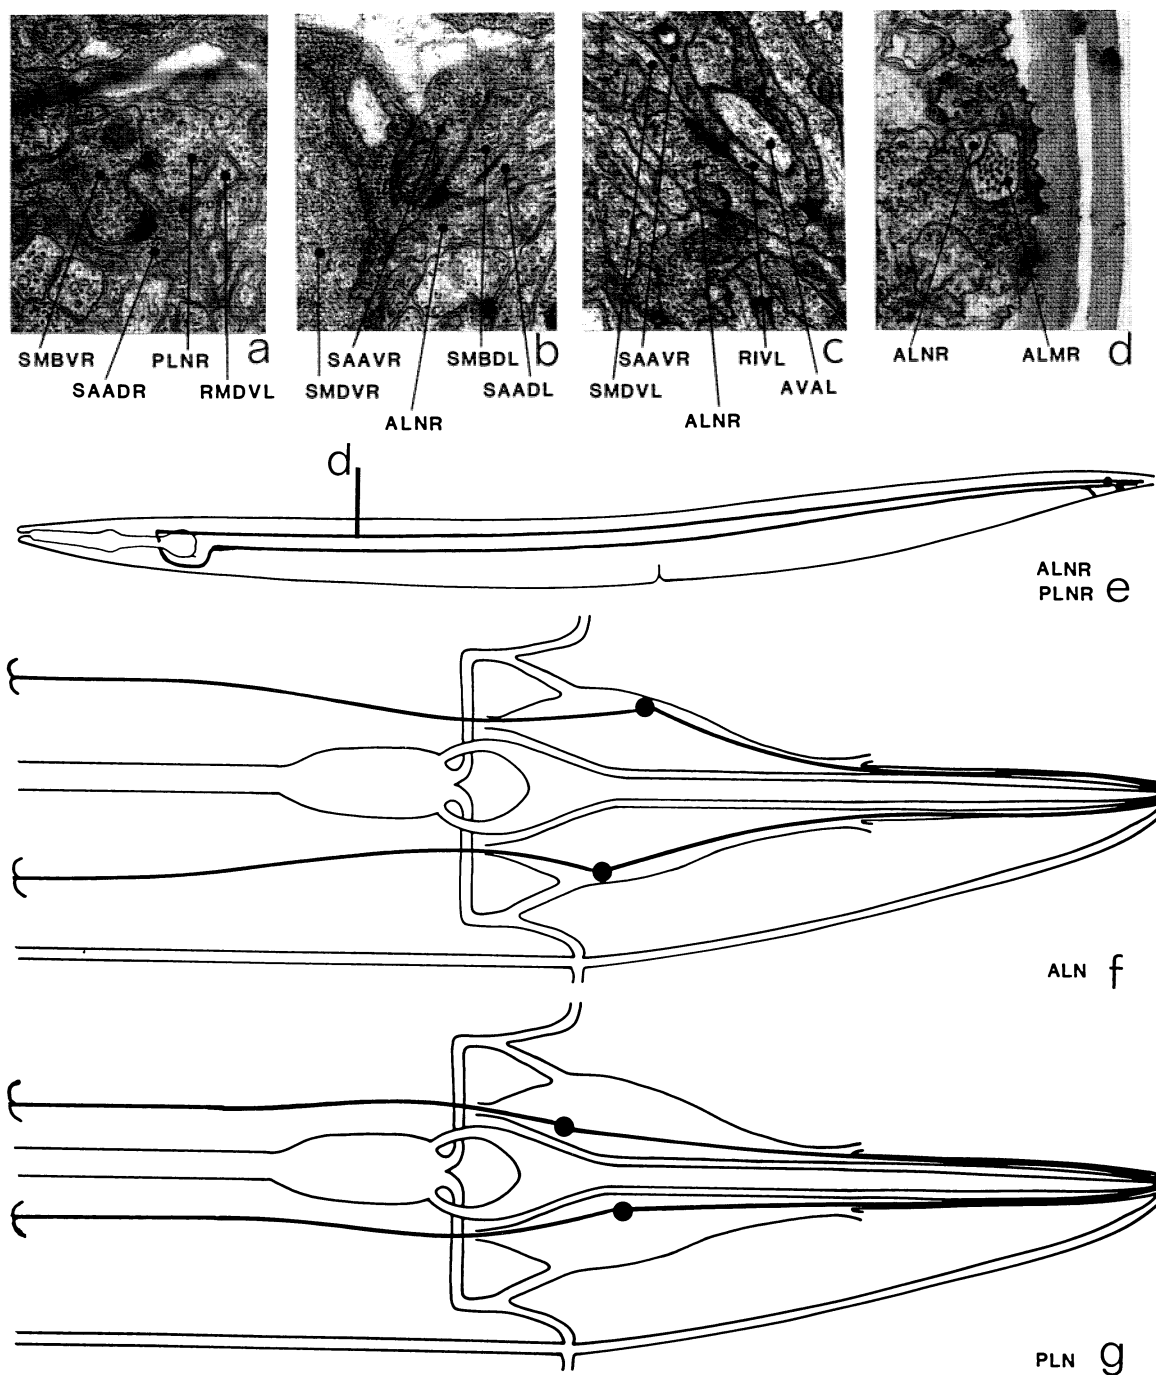 SMBVR PLNR a
SAADR RMDVL
SAAVR SMBDL b
SMDVR SAADL
ALNR
SAAVR RIVL c
SMDVL AVAL
ALNR
ALNR ALMR d
d
ALNR
PLNR e
ALN f
PLN g